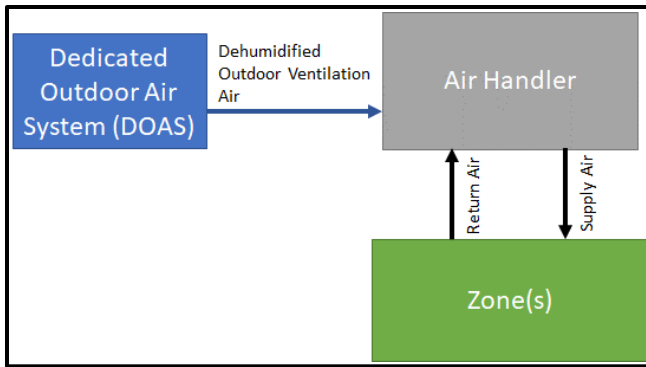 Dedicated
Outdoor Air
System (DOAS)
Dehumidified
Outdoor Ventilation
Air
Air Handler
Return Air
Supply Air
Zone(s)